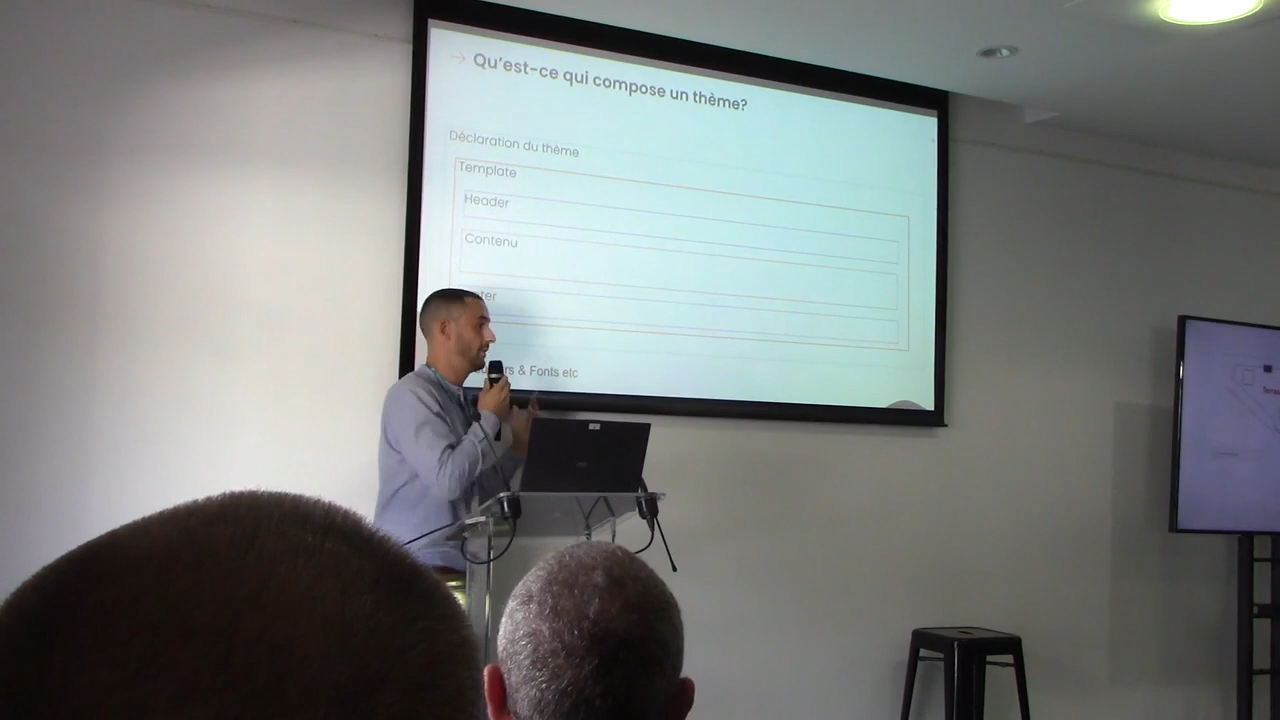 → Qu'est-ce qui compose un thème?
Déclaration du thème
Template
Header
Contenu
& Fonts etc